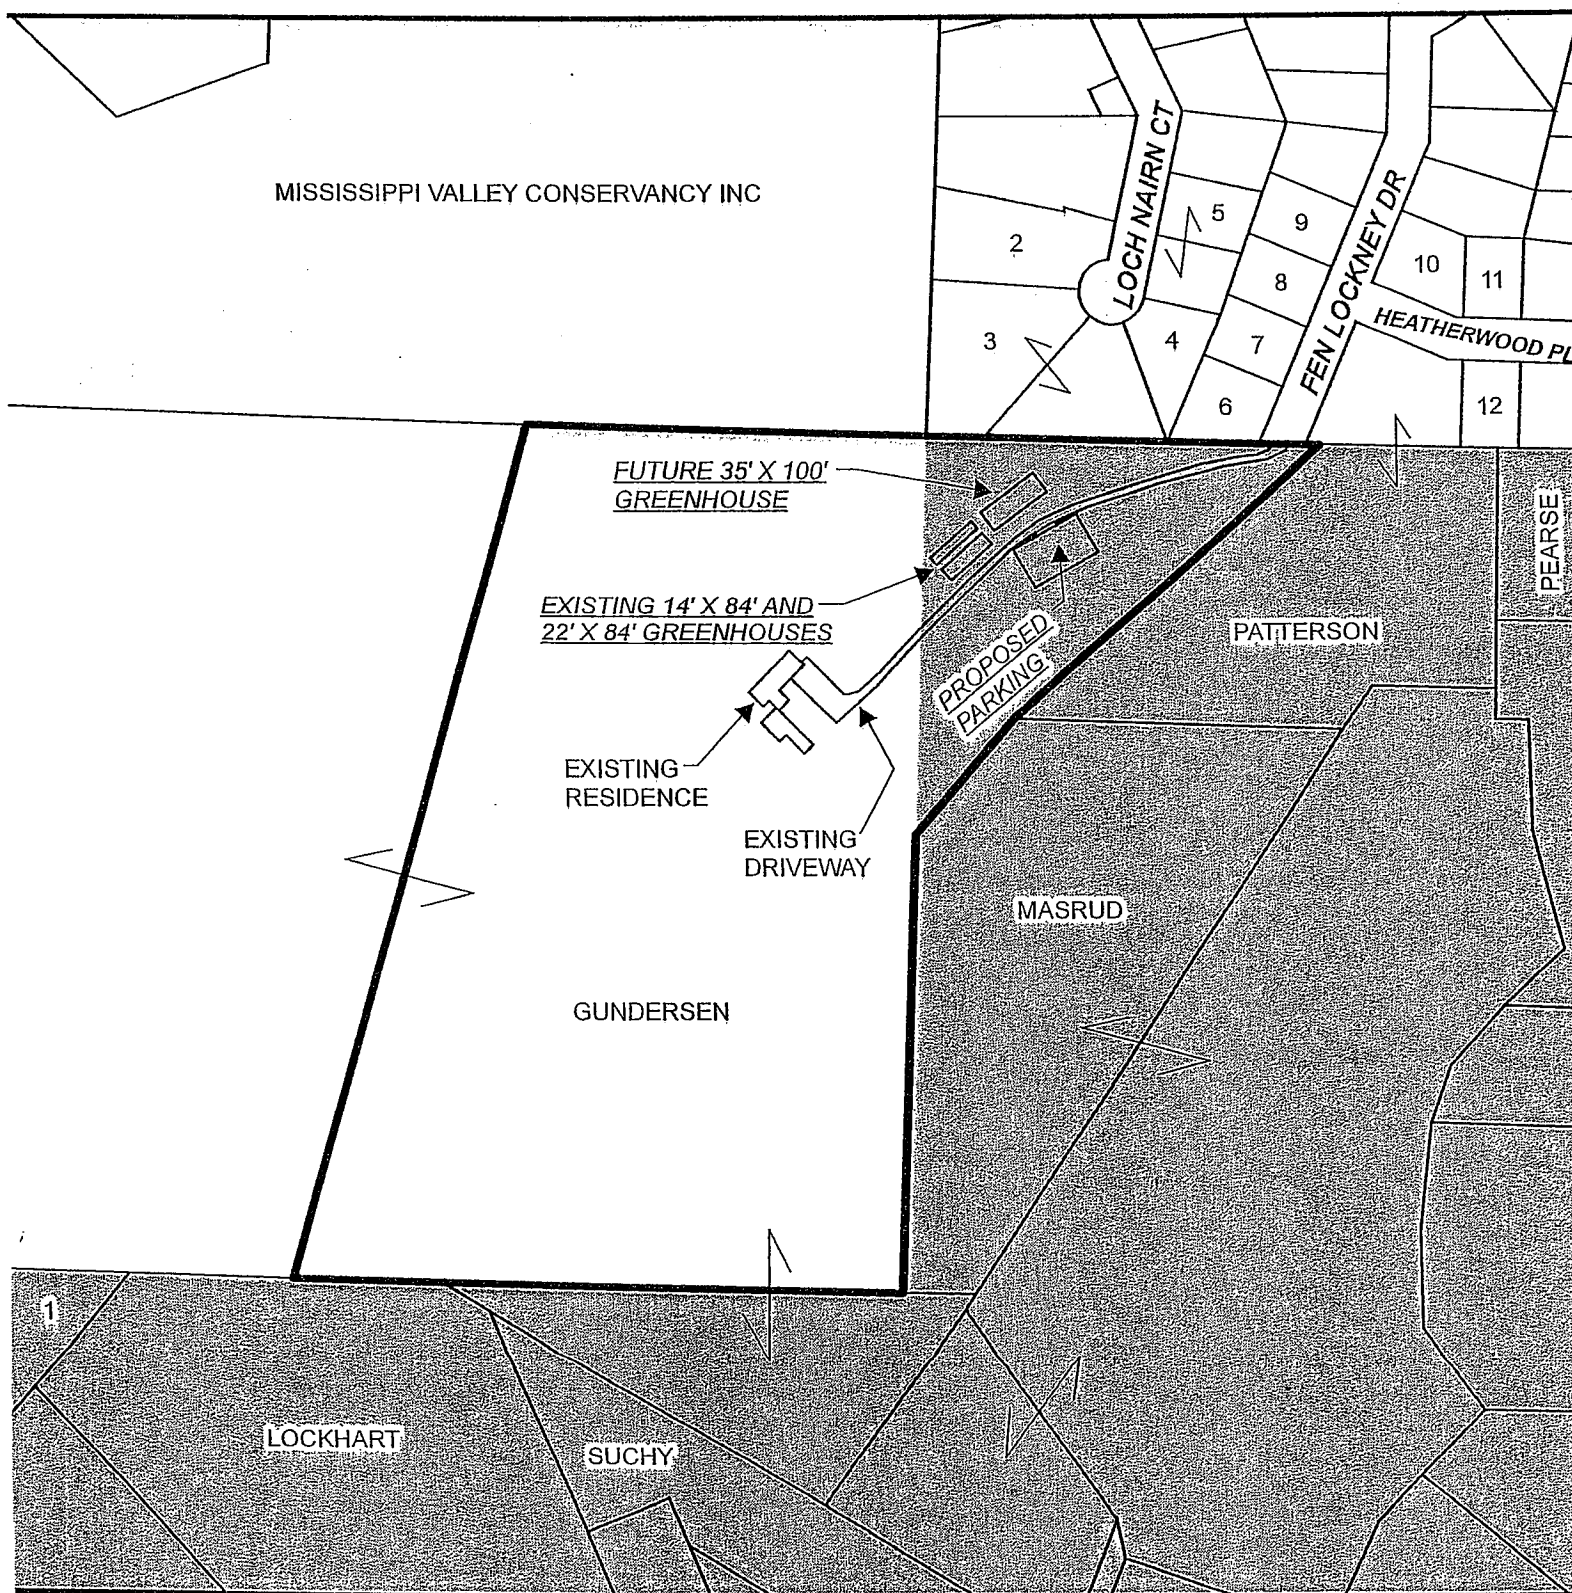 MISSISSIPPI VALLEY CONSERVANCY INC
LOCH NAIRN CT
FEN LOCKNEY DR
HEATHERWOOD PL
2
5
9
10
11
8
3
4
7
6
12
FUTURE 35' X 100'
GREENHOUSE
EXISTING 14' X 84' AND
22' X 84' GREENHOUSES
PROPOSED
PARKING
PATTERSON
PEARSE
EXISTING
RESIDENCE
EXISTING
DRIVEWAY
MASRUD
GUNDERSEN
1
LOCKHART
SUCHY